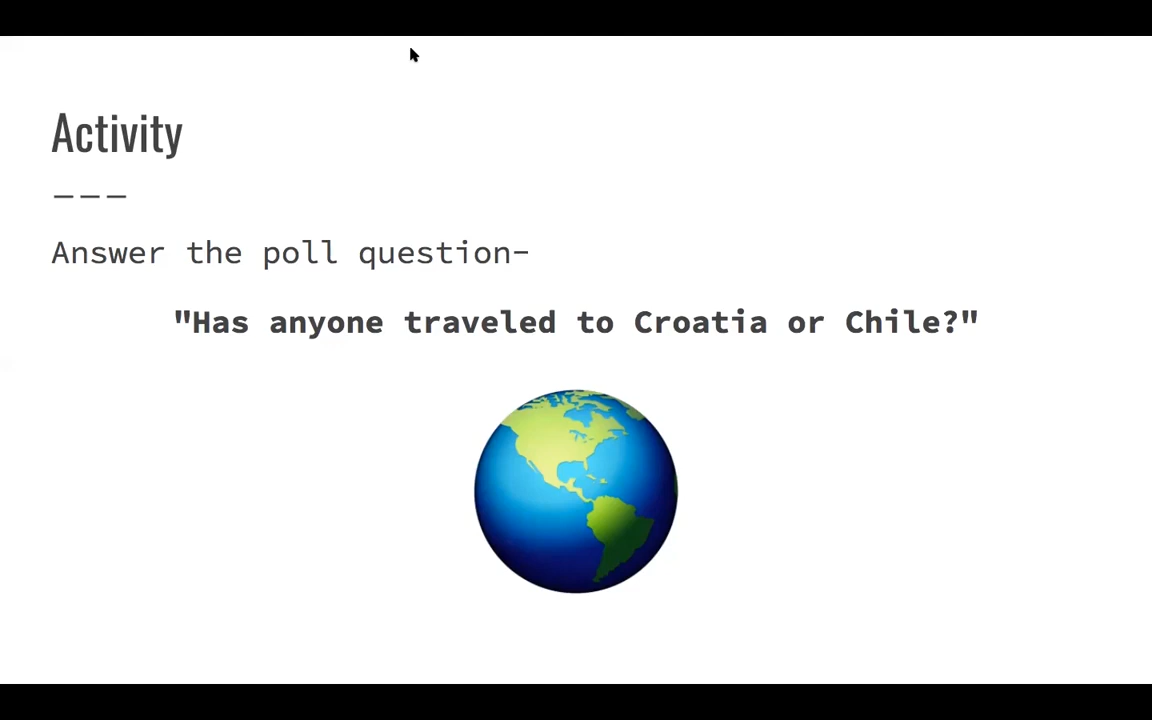 Activity
---
Answer the poll question-
"Has anyone traveled to Croatia or Chile?"